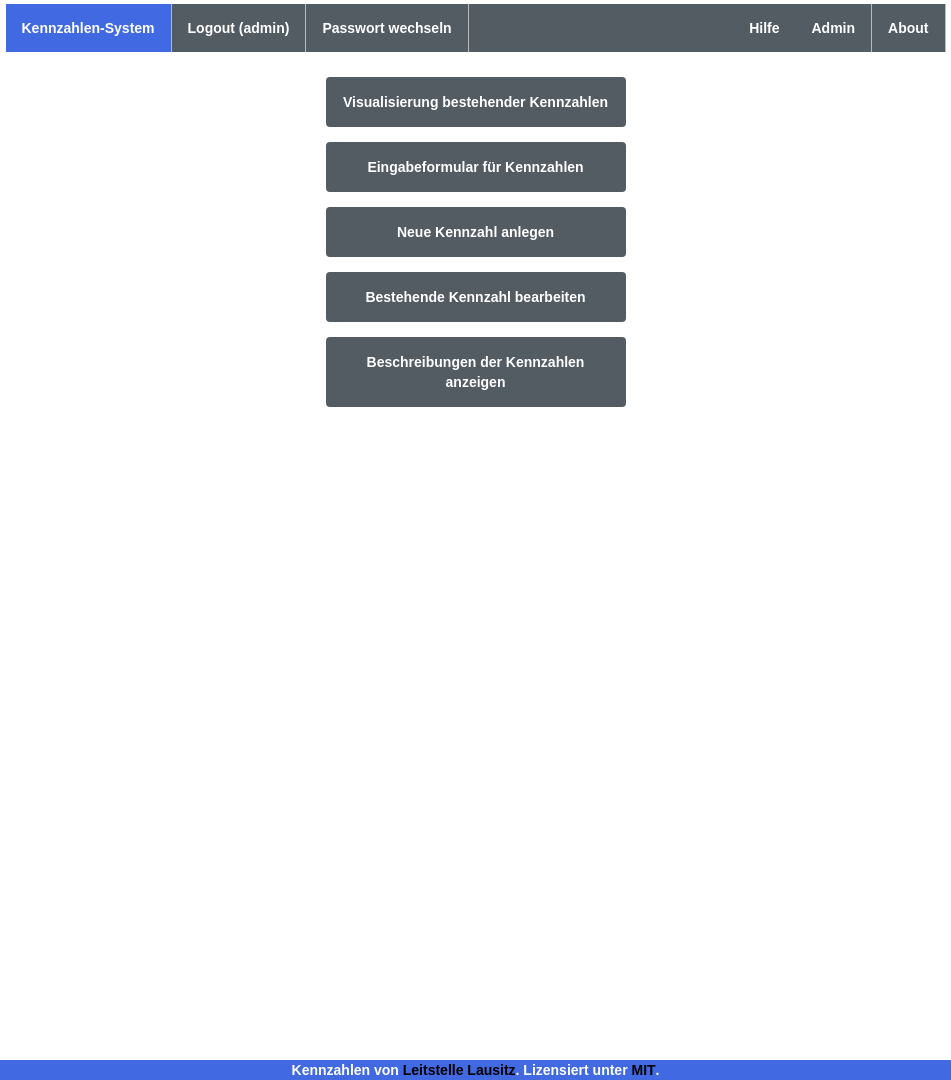 Kennzahlen-System Logout (admin) Passwort wechseln Hilfe Admin About
Visualisierung bestehender Kennzahlen
Eingabeformular für Kennzahlen
Neue Kennzahl anlegen
Bestehende Kennzahl bearbeiten
Beschreibungen der Kennzahlen
anzeigen
Kennzahlen von Leitstelle Lausitz. Lizensiert unter MIT.